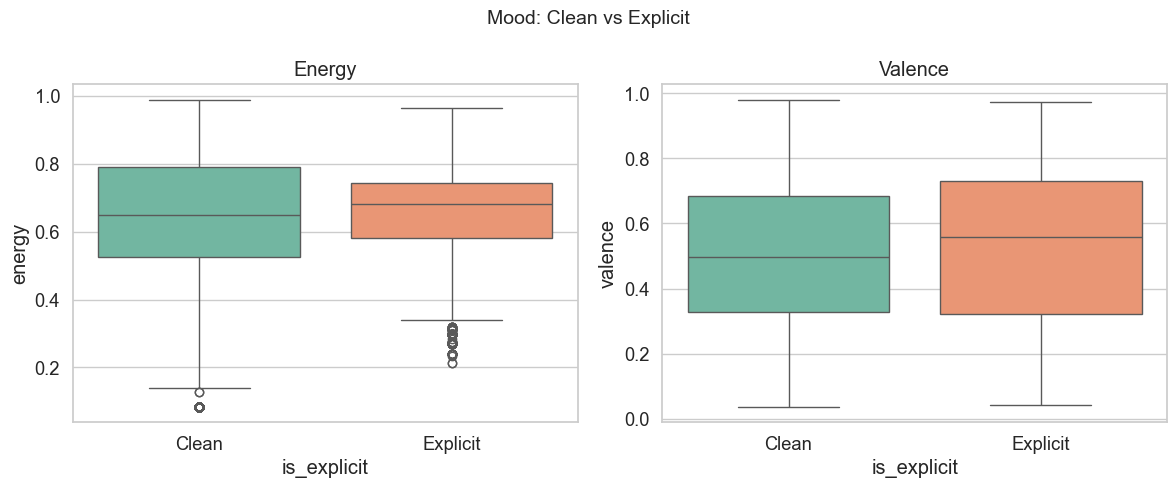 Mood: Clean vs Explicit
Energy
1.0
0.8
0.6
0.4
0.2
energy
Clean
Explicit
is_explicit
Valence
1.0
0.8
0.6
0.4
0.2
0.0
valence
Clean
Explicit
is_explicit